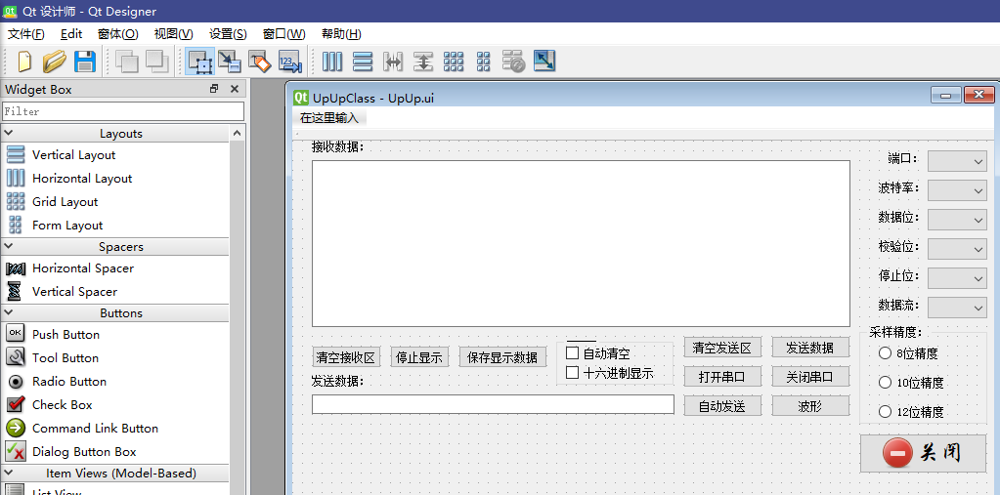 Qt 设计师 - Qt Designer
文件(F) Edit 窗体(O) 视图(V) 设置(S) 窗口(W) 帮助(H)
123
Widget Box
Filter
Layouts
Vertical Layout
Horizontal Layout
Grid Layout
Form Layout
Spacers
Horizontal Spacer
Vertical Spacer
Buttons
OK Push Button
Tool Button
Radio Button
Check Box
Command Link Button
Dialog Button Box
Item Views (Model-Based)
List View
Qt UpUpClass - UpUp.ui
在这里输入
接收数据:
端口:
波特率:
数据位:
校验位:
停止位:
数据流:
采样精度:
8位精度
10位精度
12位精度
清空接收区 停止显示 保存显示数据
自动清空
十六进制显示
清空发送区 发送数据
打开串口 关闭串口
自动发送 波形
发送数据:
关闭